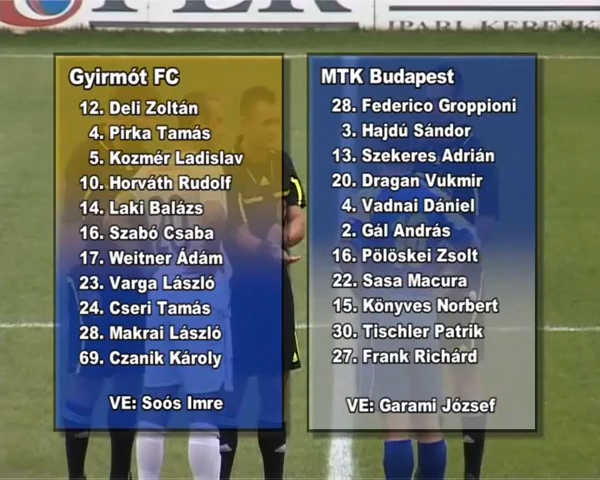 IPARI KERESK
Gyirmót FC
12. Deli Zoltán
4. Pirka Tamás
5. Kozmér Ladislav
10. Horváth Rudolf
14. Laki Balázs
16. Szabó Csaba
17. Weitner Ádám
23. Varga László
24. Cseri Tamás
28. Makrai László
69. Czanik Károly
VE: Soós Imre
MTK Budapest
28. Federico Groppioni
3. Hajdú Sándor
13. Szekeres Adrián
20. Dragan Vukmir
4. Vadnai Dániel
2. Gál András
16. Pölöskei Zsolt
22. Sasa Macura
15. Könyves Norbert
30. Tischler Patrik
27. Frank Richárd
VE: Garami József